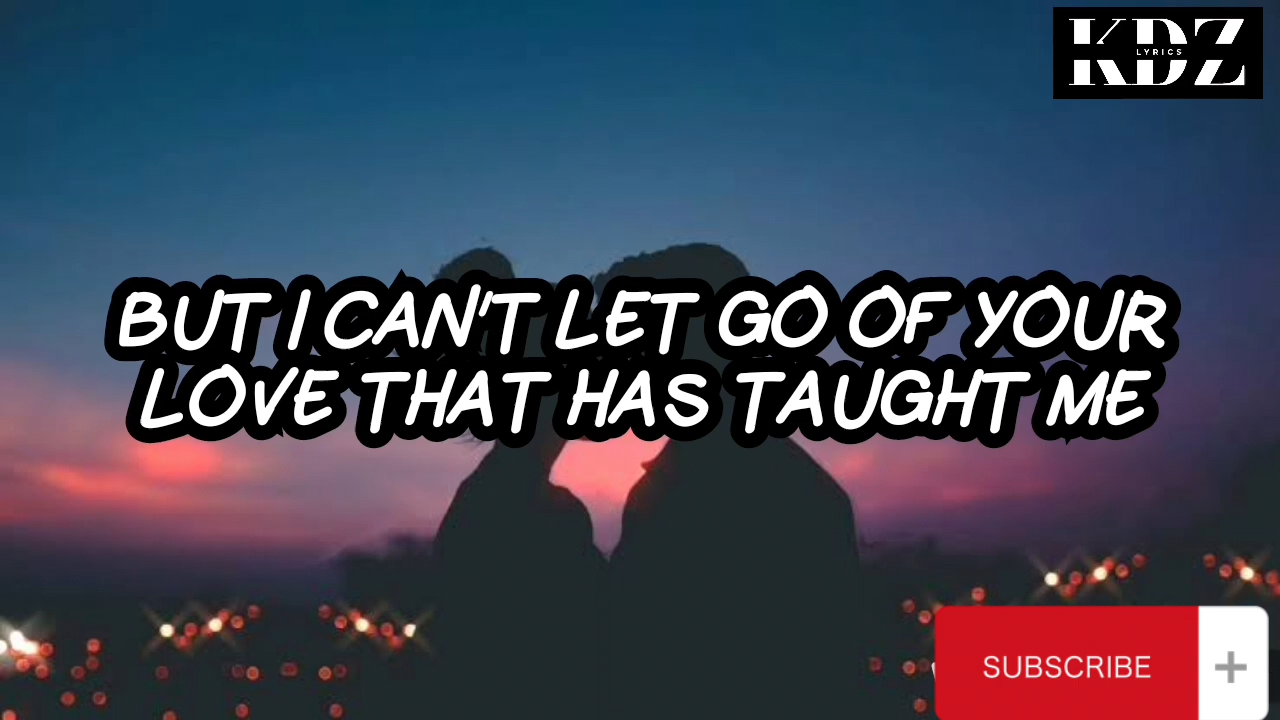 KDZ
LYRICS
BUT I CAN'T LET GO OF YOUR
LOVE THAT HAS TAUGHT ME
SUBSCRIBE +